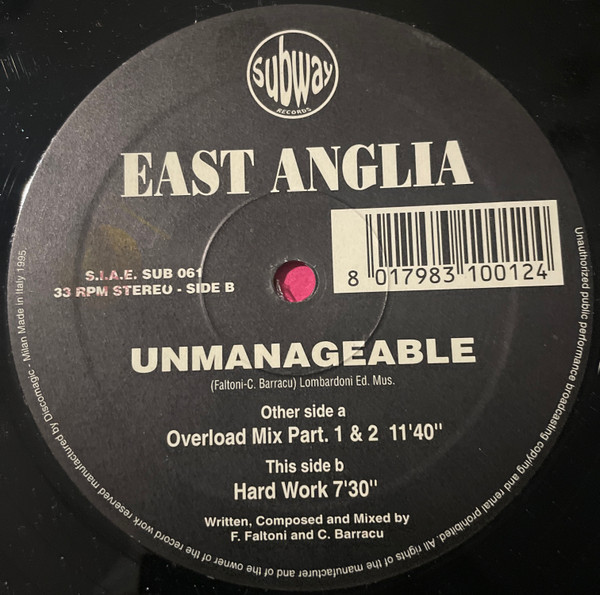 subway
RECORDS
EAST ANGLIA
S.I.A.E. SUB 061
33 RPM STEREO - SIDE B
8 017983 100124
UNMANAGEABLE
(Faltoni-C. Barracu) Lombardoni Ed. Mus.
Other side a
Overload Mix Part. 1 & 2 11'40"
This side b
Hard Work 7'30"
Written, Composed and Mixed by
F. Faltoni and C. Barracu
Unauthorized public performance broadcasting copying and rental prohibited. All rights of the manufacturer and of the owner of the record work reserved manufactured by Discomagic - Milan Made in Italy 1995